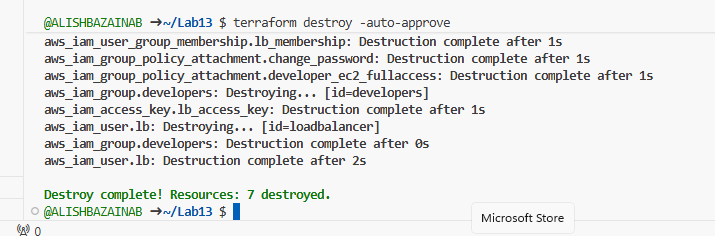 @ALISHBAZAINAB ➜~/Lab13 $ terraform destroy -auto-approve
aws_iam_user_group_membership.lb_membership: Destruction complete after 1s
aws_iam_group_policy_attachment.change_password: Destruction complete after 1s
aws_iam_group_policy_attachment.developer_ec2_fullaccess: Destruction complete after 1s
aws_iam_group.developers: Destroying... [id=developers]
aws_iam_access_key.lb_access_key: Destruction complete after 1s
aws_iam_user.lb: Destroying... [id=loadbalancer]
aws_iam_group.developers: Destruction complete after 0s
aws_iam_user.lb: Destruction complete after 2s
Destroy complete! Resources: 7 destroyed.
@ALISHBAZAINAB ➜~/Lab13 $
Microsoft Store
0